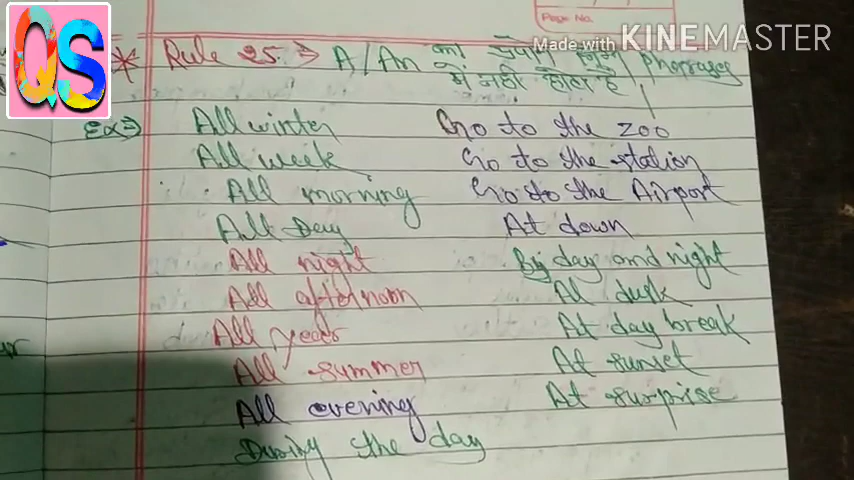 QS
Page No.
Made with KINEMASTER
* Rule 25. ⇒ A/An का प्रयोग इन phoprases
में नहीं होता है।
Ex ⇒ All winter
All week
All morning
All Day
All night
All afternoon
All year
All summer
All evening
During the day
Go to the zoo
Go to the station
Go to the Airport
At down
By day and night
At dusk
At day break
At sunset
At surprise